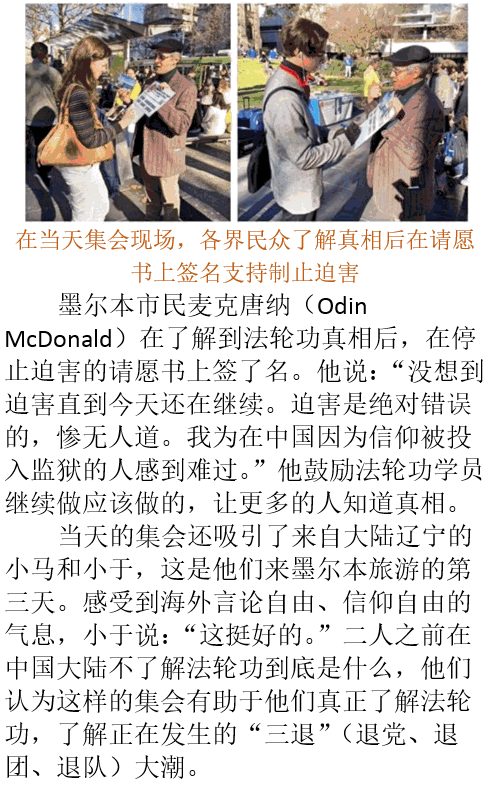 在当天集会现场，各界民众了解真相后在请愿
书上签名支持制止迫害
墨尔本市民麦克唐纳（Odin
McDonald）在了解到法轮功真相后，在停
止迫害的请愿书上签了名。他说：“没想到
迫害直到今天还在继续。迫害是绝对错误
的，惨无人道。我为在中国因为信仰被投
入监狱的人感到难过。”他鼓励法轮功学员
继续做应该做的，让更多的人知道真相。
当天的集会还吸引了来自大陆辽宁的
小马和小于，这是他们来墨尔本旅游的第
三天。感受到海外言论自由、信仰自由的
气息，小于说：“这挺好的。”二人之前在
中国大陆不了解法轮功到底是什么，他们
认为这样的集会有助于他们真正了解法轮
功，了解正在发生的“三退”（退党、退
团、退队）大潮。